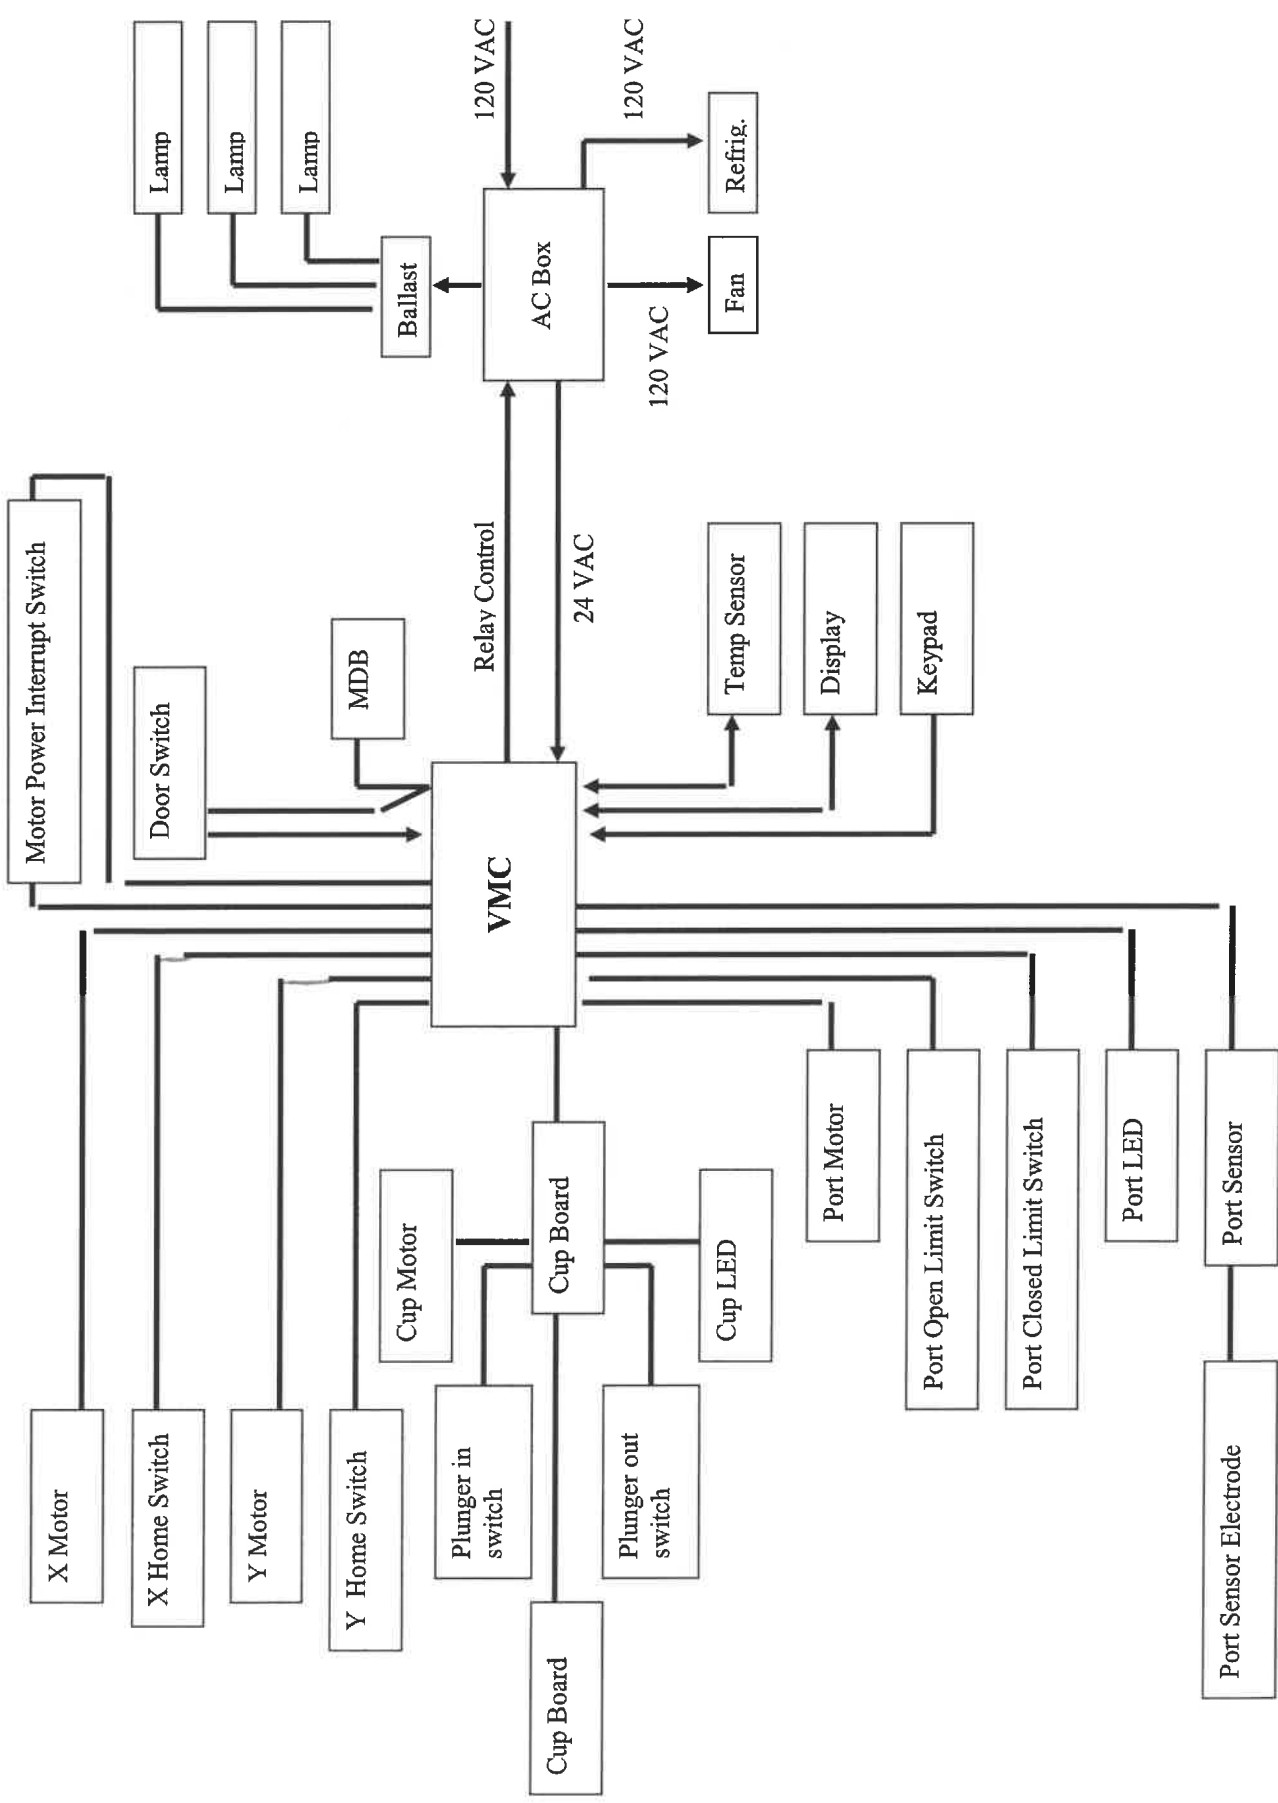 X Motor
X Home Switch
Y Motor
Y Home Switch
Motor Power Interrupt Switch
Door Switch
MDB
Lamp
Lamp
Lamp
Ballast
120 VAC
Relay Control
AC Box
24 VAC
120 VAC
120 VAC
Refrig.
Fan
VMC
Cup Motor
Plunger in
switch
Cup Board
Cup Board
Plunger out
switch
Cup LED
Temp Sensor
Display
Keypad
Port Motor
Port Open Limit Switch
Port Closed Limit Switch
Port LED
Port Sensor
Port Sensor Electrode